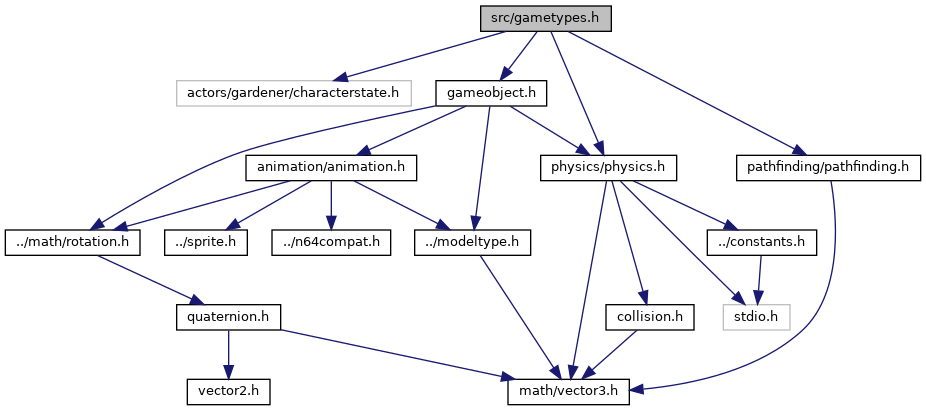 src/gametypes.h
actors/gardener/characterstate.h
gameobject.h
animation/animation.h
physics/physics.h
pathfinding/pathfinding.h
../math/rotation.h
../sprite.h
../n64compat.h
../modeltype.h
../constants.h
quaternion.h
collision.h
stdio.h
vector2.h
math/vector3.h